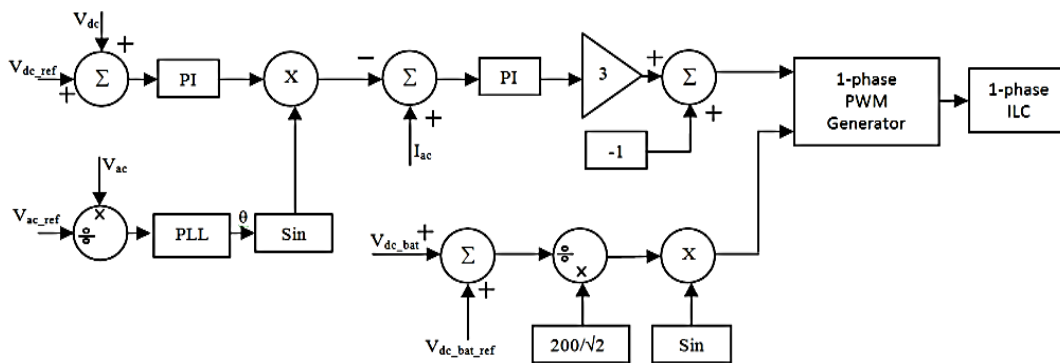 V_dc
+
V_dc_ref
+
Σ
PI
X
−
Σ
+
I_ac
PI
3
+
Σ
+
-1
1-phase
PWM
Generator
1-phase
ILC
V_ac
×
V_ac_ref
÷
PLL
θ
Sin
V_dc_bat
+
Σ
+
V_dc_bat_ref
÷
×
200/√2
X
Sin